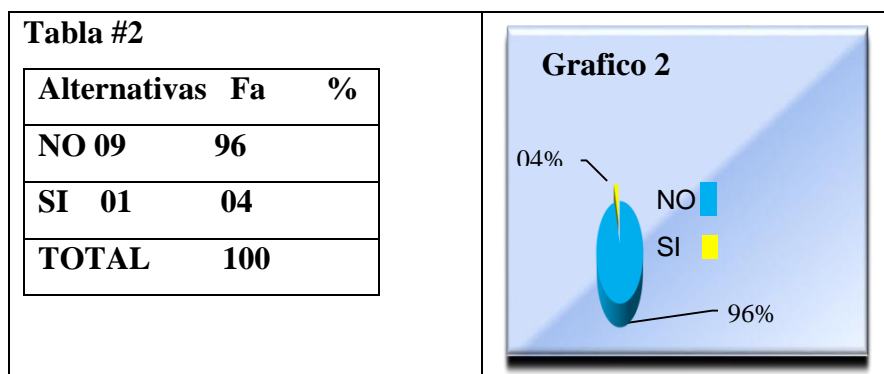 Tabla #2
Alternativas Fa %
NO 09 96
SI 01 04
TOTAL 100
Grafico 2
04%
NO
SI
96%